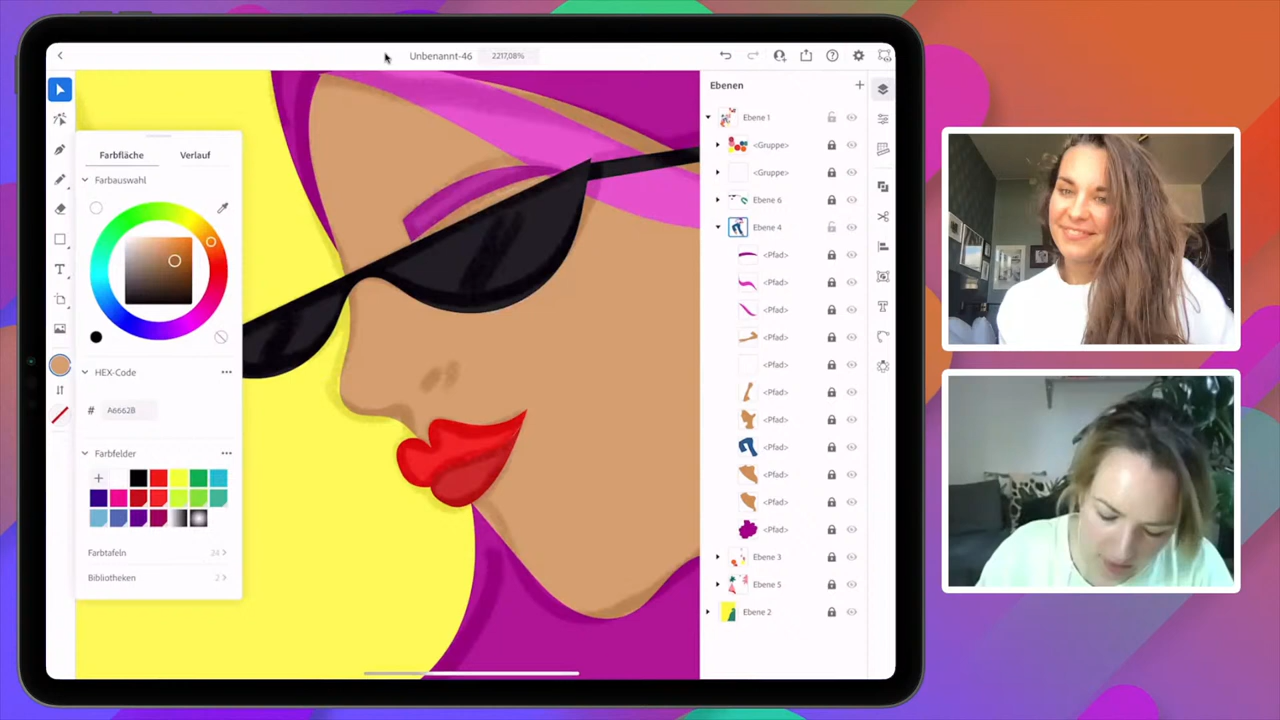 Unbenannt-46
2217,08%
Farbfläche
Verlauf
Farbauswahl
HEX-Code
# A6662B
Farbfelder
Farbtafeln
24
Bibliotheken
2
Ebenen
Ebene 1
<Gruppe>
<Gruppe>
Ebene 6
Ebene 4
<Pfad>
<Pfad>
<Pfad>
<Pfad>
<Pfad>
<Pfad>
<Pfad>
<Pfad>
<Pfad>
<Pfad>
<Pfad>
Ebene 3
Ebene 5
Ebene 2